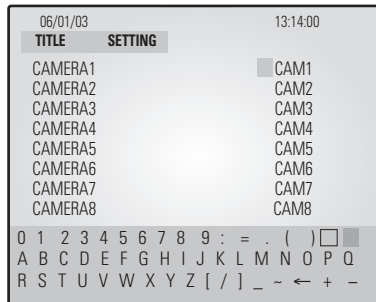 06/01/03 13:14:00
TITLE SETTING
CAMERA1 CAM1
CAMERA2 CAM2
CAMERA3 CAM3
CAMERA4 CAM4
CAMERA5 CAM5
CAMERA6 CAM6
CAMERA7 CAM7
CAMERA8 CAM8
0 1 2 3 4 5 6 7 8 9 : = . ( ) □
A B C D E F G H I J K L M N O P Q
R S T U V W X Y Z [ / ] _ ~ ← + −